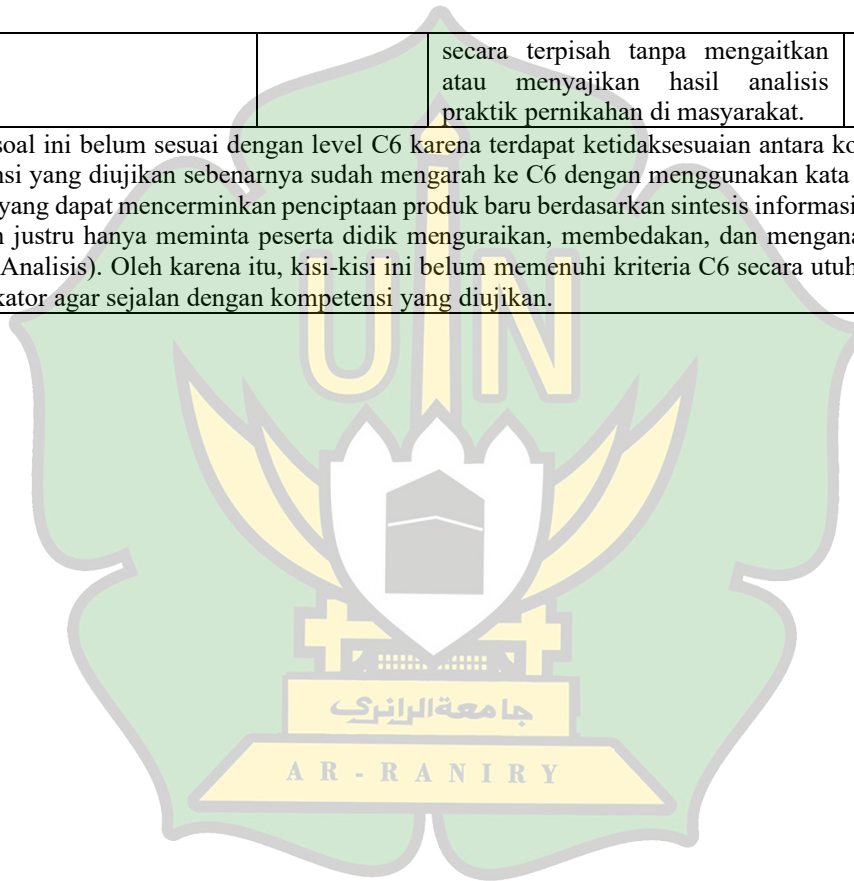 secara terpisah tanpa mengaitkan
atau menyajikan hasil analisis
praktik pernikahan di masyarakat.
soal ini belum sesuai dengan level C6 karena terdapat ketidaksesuaian antara
nsi yang diujikan sebenarnya sudah mengarah ke C6 dengan menggunakan kata
yang dapat mencerminkan penciptaan produk baru berdasarkan sintesis informasi
n justru hanya meminta peserta didik menguraikan, membedakan, dan
Analisis). Oleh karena itu, kisi-kisi ini belum memenuhi kriteria C6 secara utuh
kator agar sejalan dengan kompetensi yang diujikan.
UIN
جامعة الرانري
AR-RANIRY